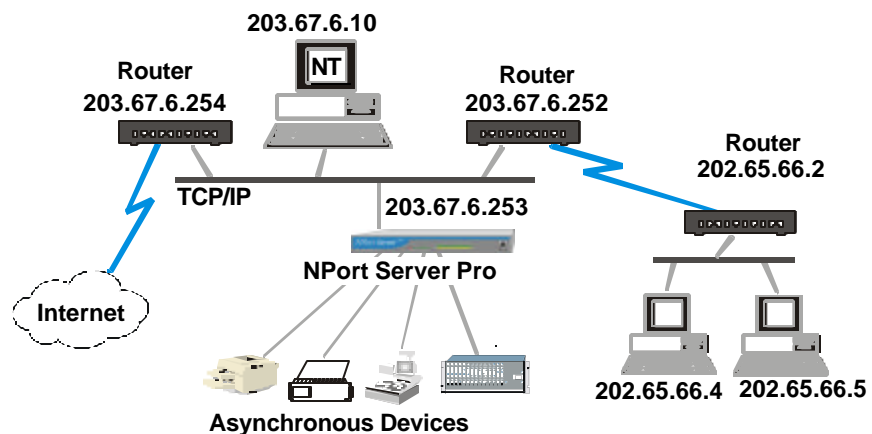 203.67.6.10
NT
Router
203.67.6.254
Router
203.67.6.252
Router
202.65.66.2
TCP/IP
203.67.6.253
NPort Server Pro
Internet
202.65.66.4
202.65.66.5
Asynchronous Devices